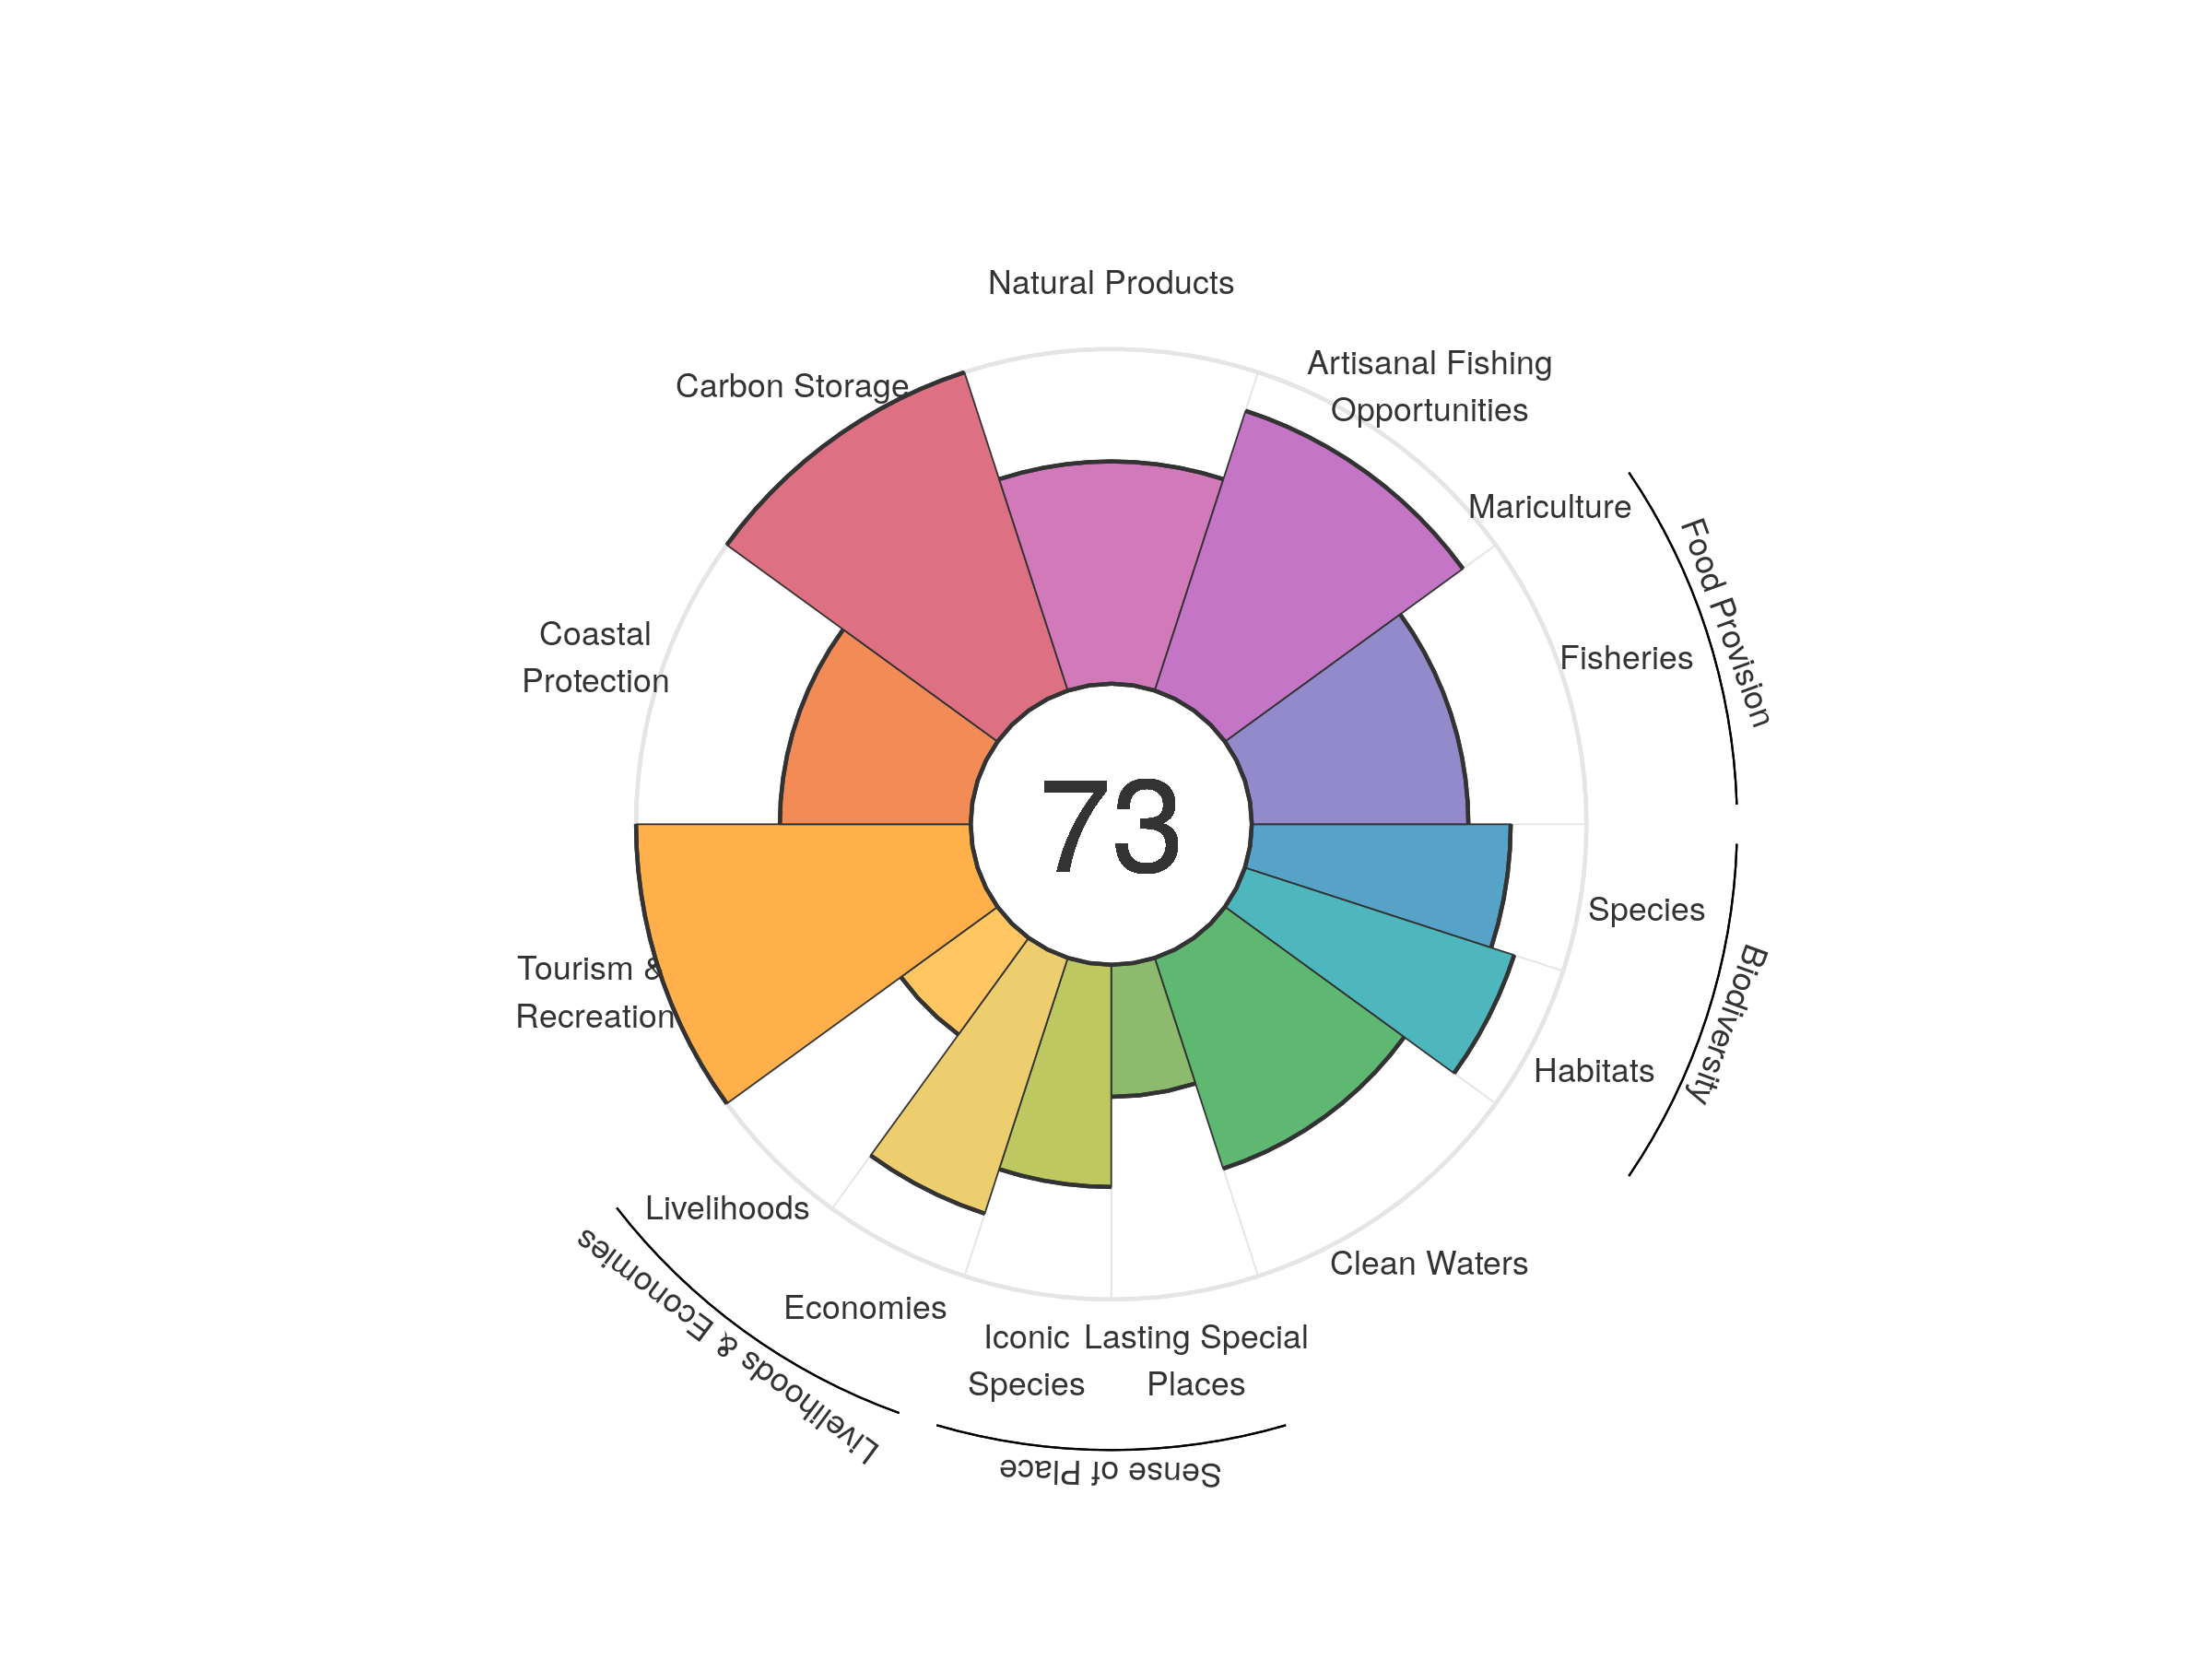 Natural Products
Artisanal Fishing
Opportunities
Carbon Storage
Mariculture
Food Provision
Coastal
Protection
Fisheries
73
Species
Tourism &
Recreation
Biodiversity
Habitats
Livelihoods
Clean Waters
Economies
Livelihoods & Economies
Iconic
Species
Lasting Special
Places
Sense of Place